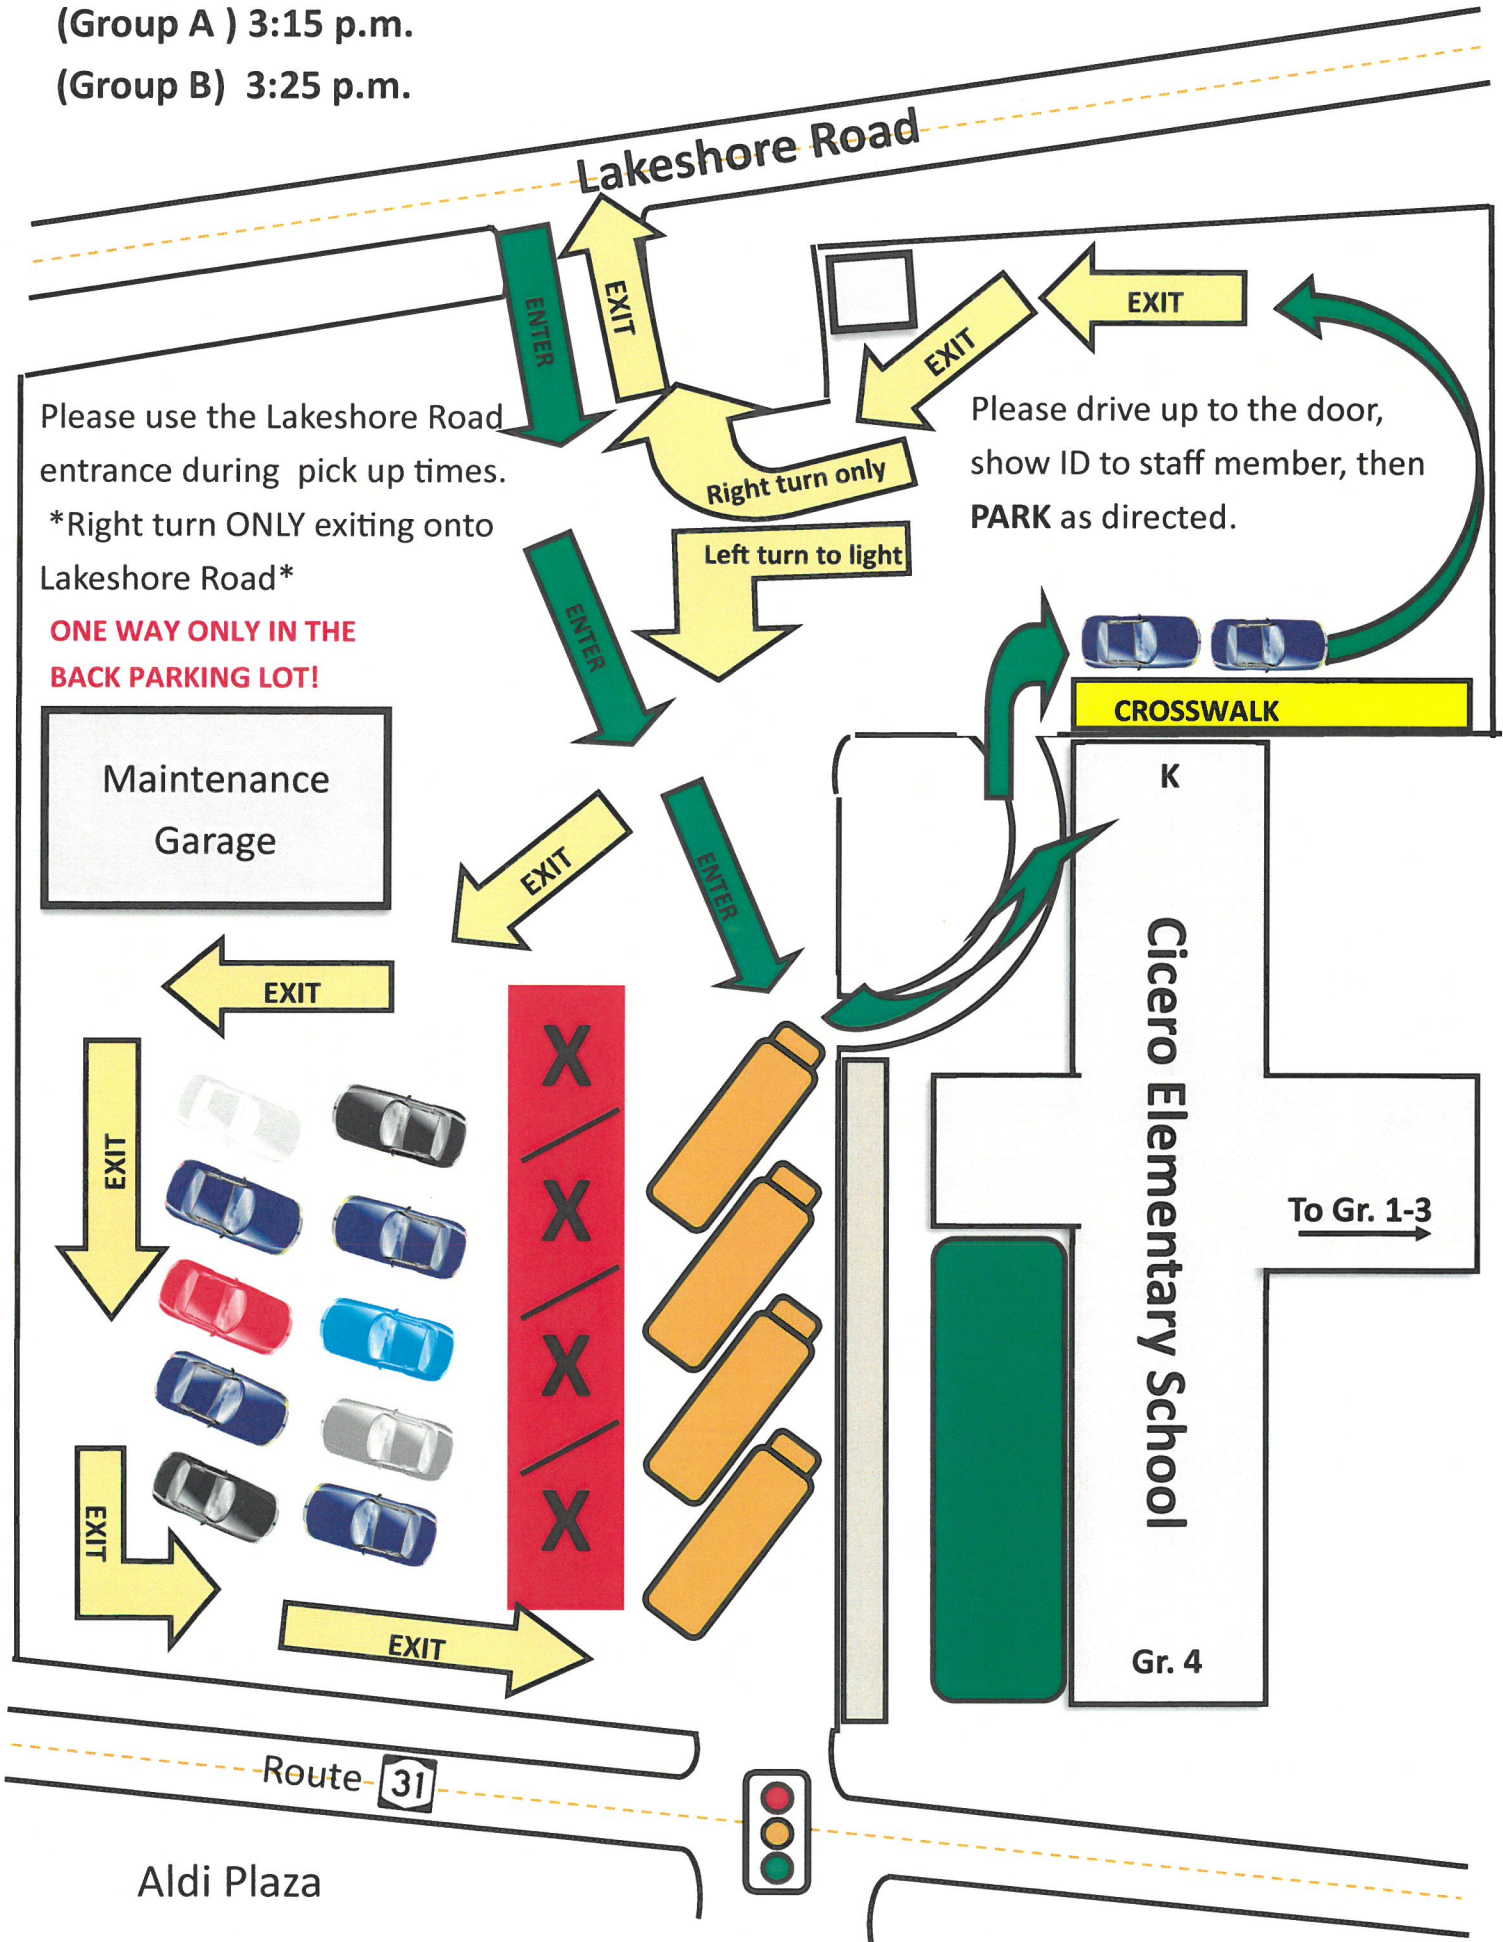 (Group A ) 3:15 p.m.
(Group B)  3:25 p.m.
Lakeshore Road
ENTER
EXIT
EXIT
EXIT
Please use the Lakeshore Road
entrance during  pick up times.
*Right turn ONLY exiting onto
Lakeshore Road*
ONE WAY ONLY IN THE
BACK PARKING LOT!
Right turn only
Left turn to light
Please drive up to the door,
show ID to staff member, then
PARK as directed.
ENTER
CROSSWALK
Maintenance
Garage
K
EXIT
ENTER
EXIT
Cicero Elementary School
X
X
X
X
EXIT
To Gr. 1-3
EXIT
EXIT
Gr. 4
Route 31
Aldi Plaza